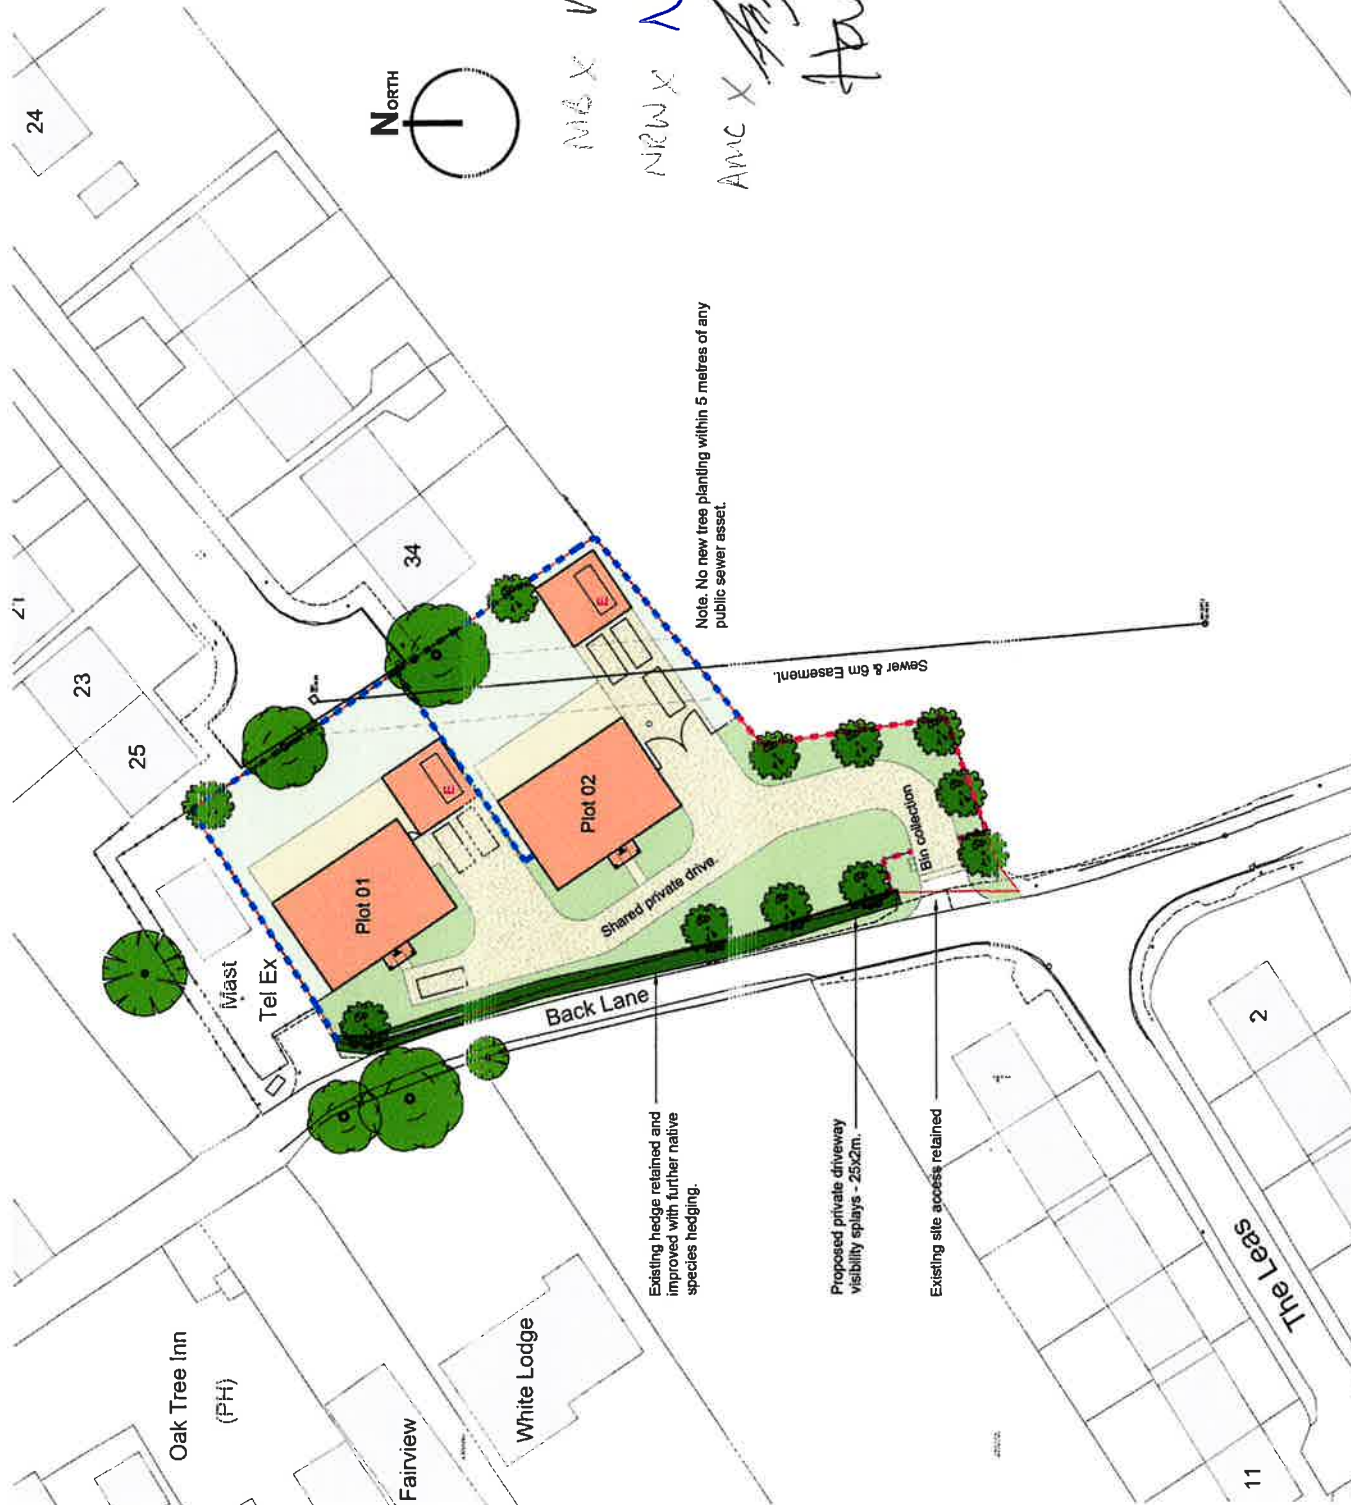 24
NORTH
MB X
NRW X
AMC X
21
23
25
34
Note. No new tree planting within 5 metres of any
public sewer asset.
Sewer & 6m Easement.
Mast
Tel Ex
Plot 01
E
Plot 02
E
Shared private drive.
Bin collection
Back Lane
Existing hedge retained and
improved with further native
species hedging.
Proposed private driveway
visibility splays - 25x2m.
Existing site access retained
Oak Tree Inn
(PH)
Fairview
White Lodge
The Leas
2
11